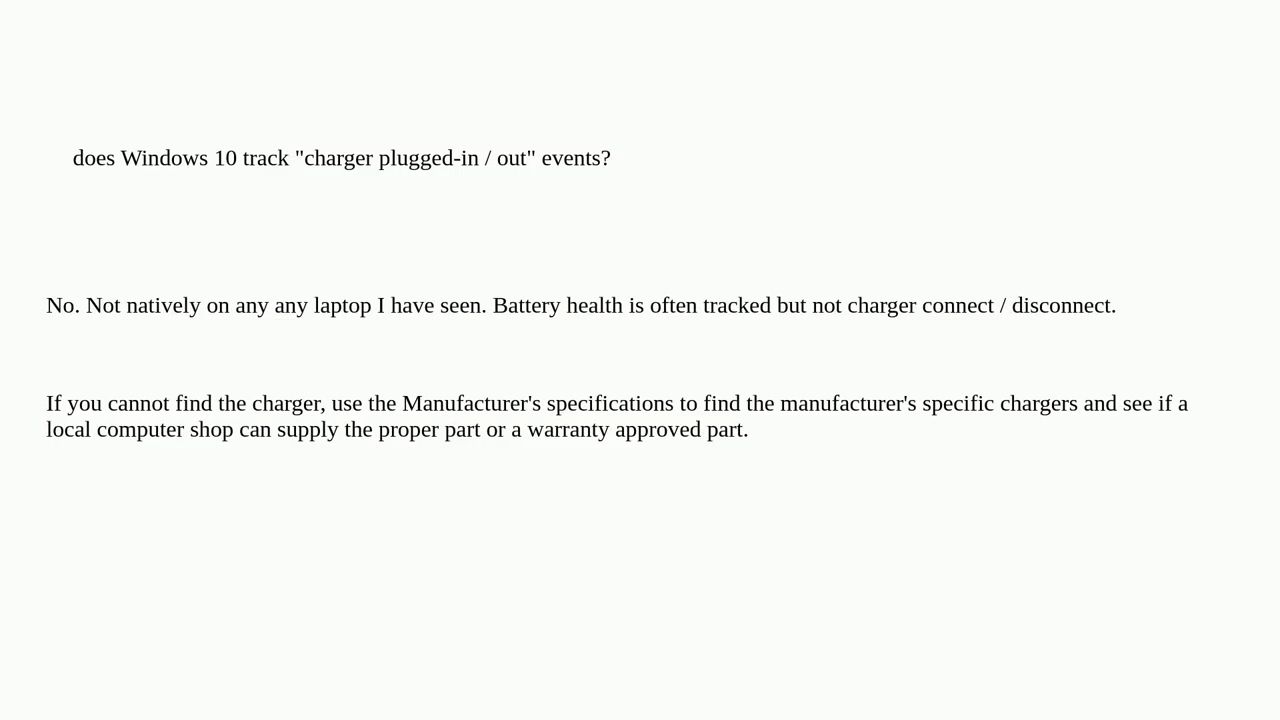 does Windows 10 track "charger plugged-in / out" events?
No. Not natively on any any laptop I have seen. Battery health is often tracked but not charger connect / disconnect.
If you cannot find the charger, use the Manufacturer's specifications to find the manufacturer's specific chargers and see if a
local computer shop can supply the proper part or a warranty approved part.